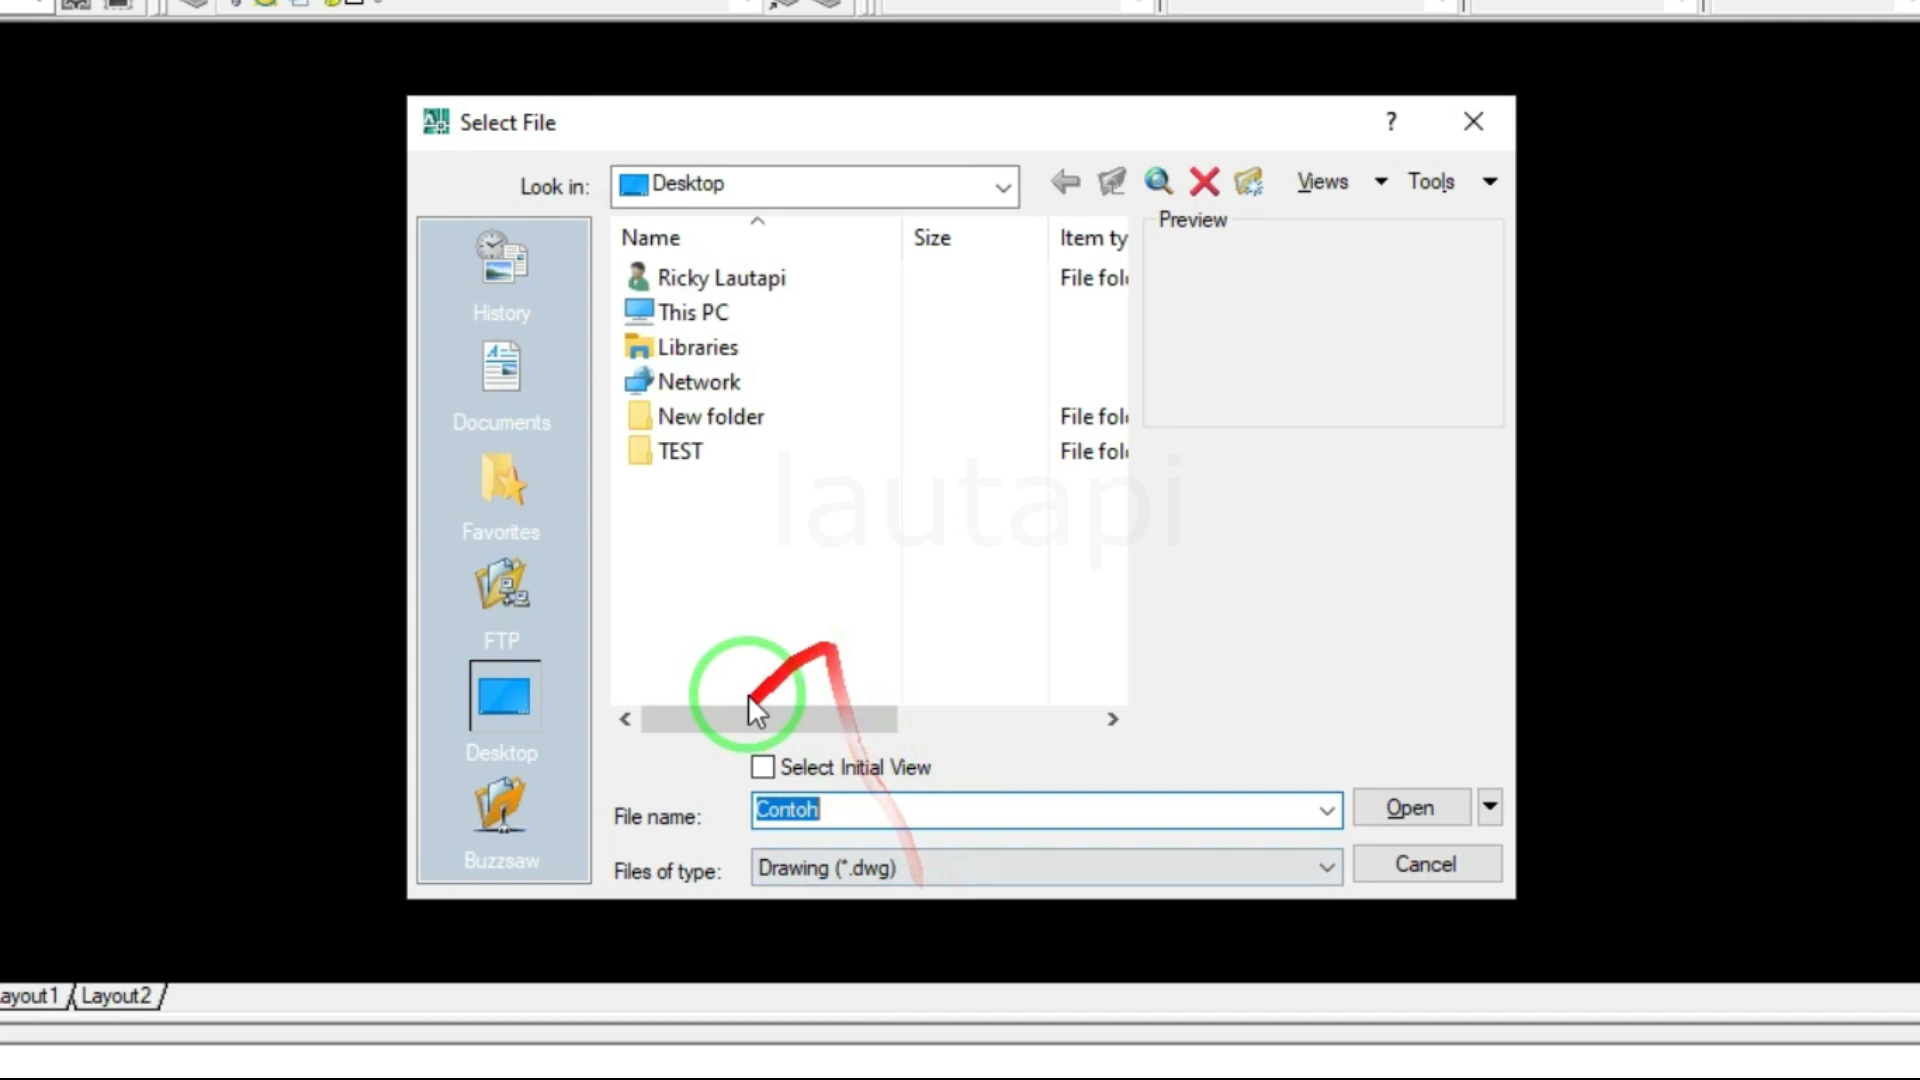 Select File
?
Look in:
Desktop
Views
Tools
Name
Size
Item ty
Preview
Ricky Lautapi
File fol
This PC
Libraries
Network
New folder
File fol
TEST
File fol
History
Documents
Favorites
FTP
Desktop
Buzzsaw
lautapi
Select Initial View
File name:
Contoh
Open
Files of type:
Drawing (*.dwg)
Cancel
ayout1
Layout2